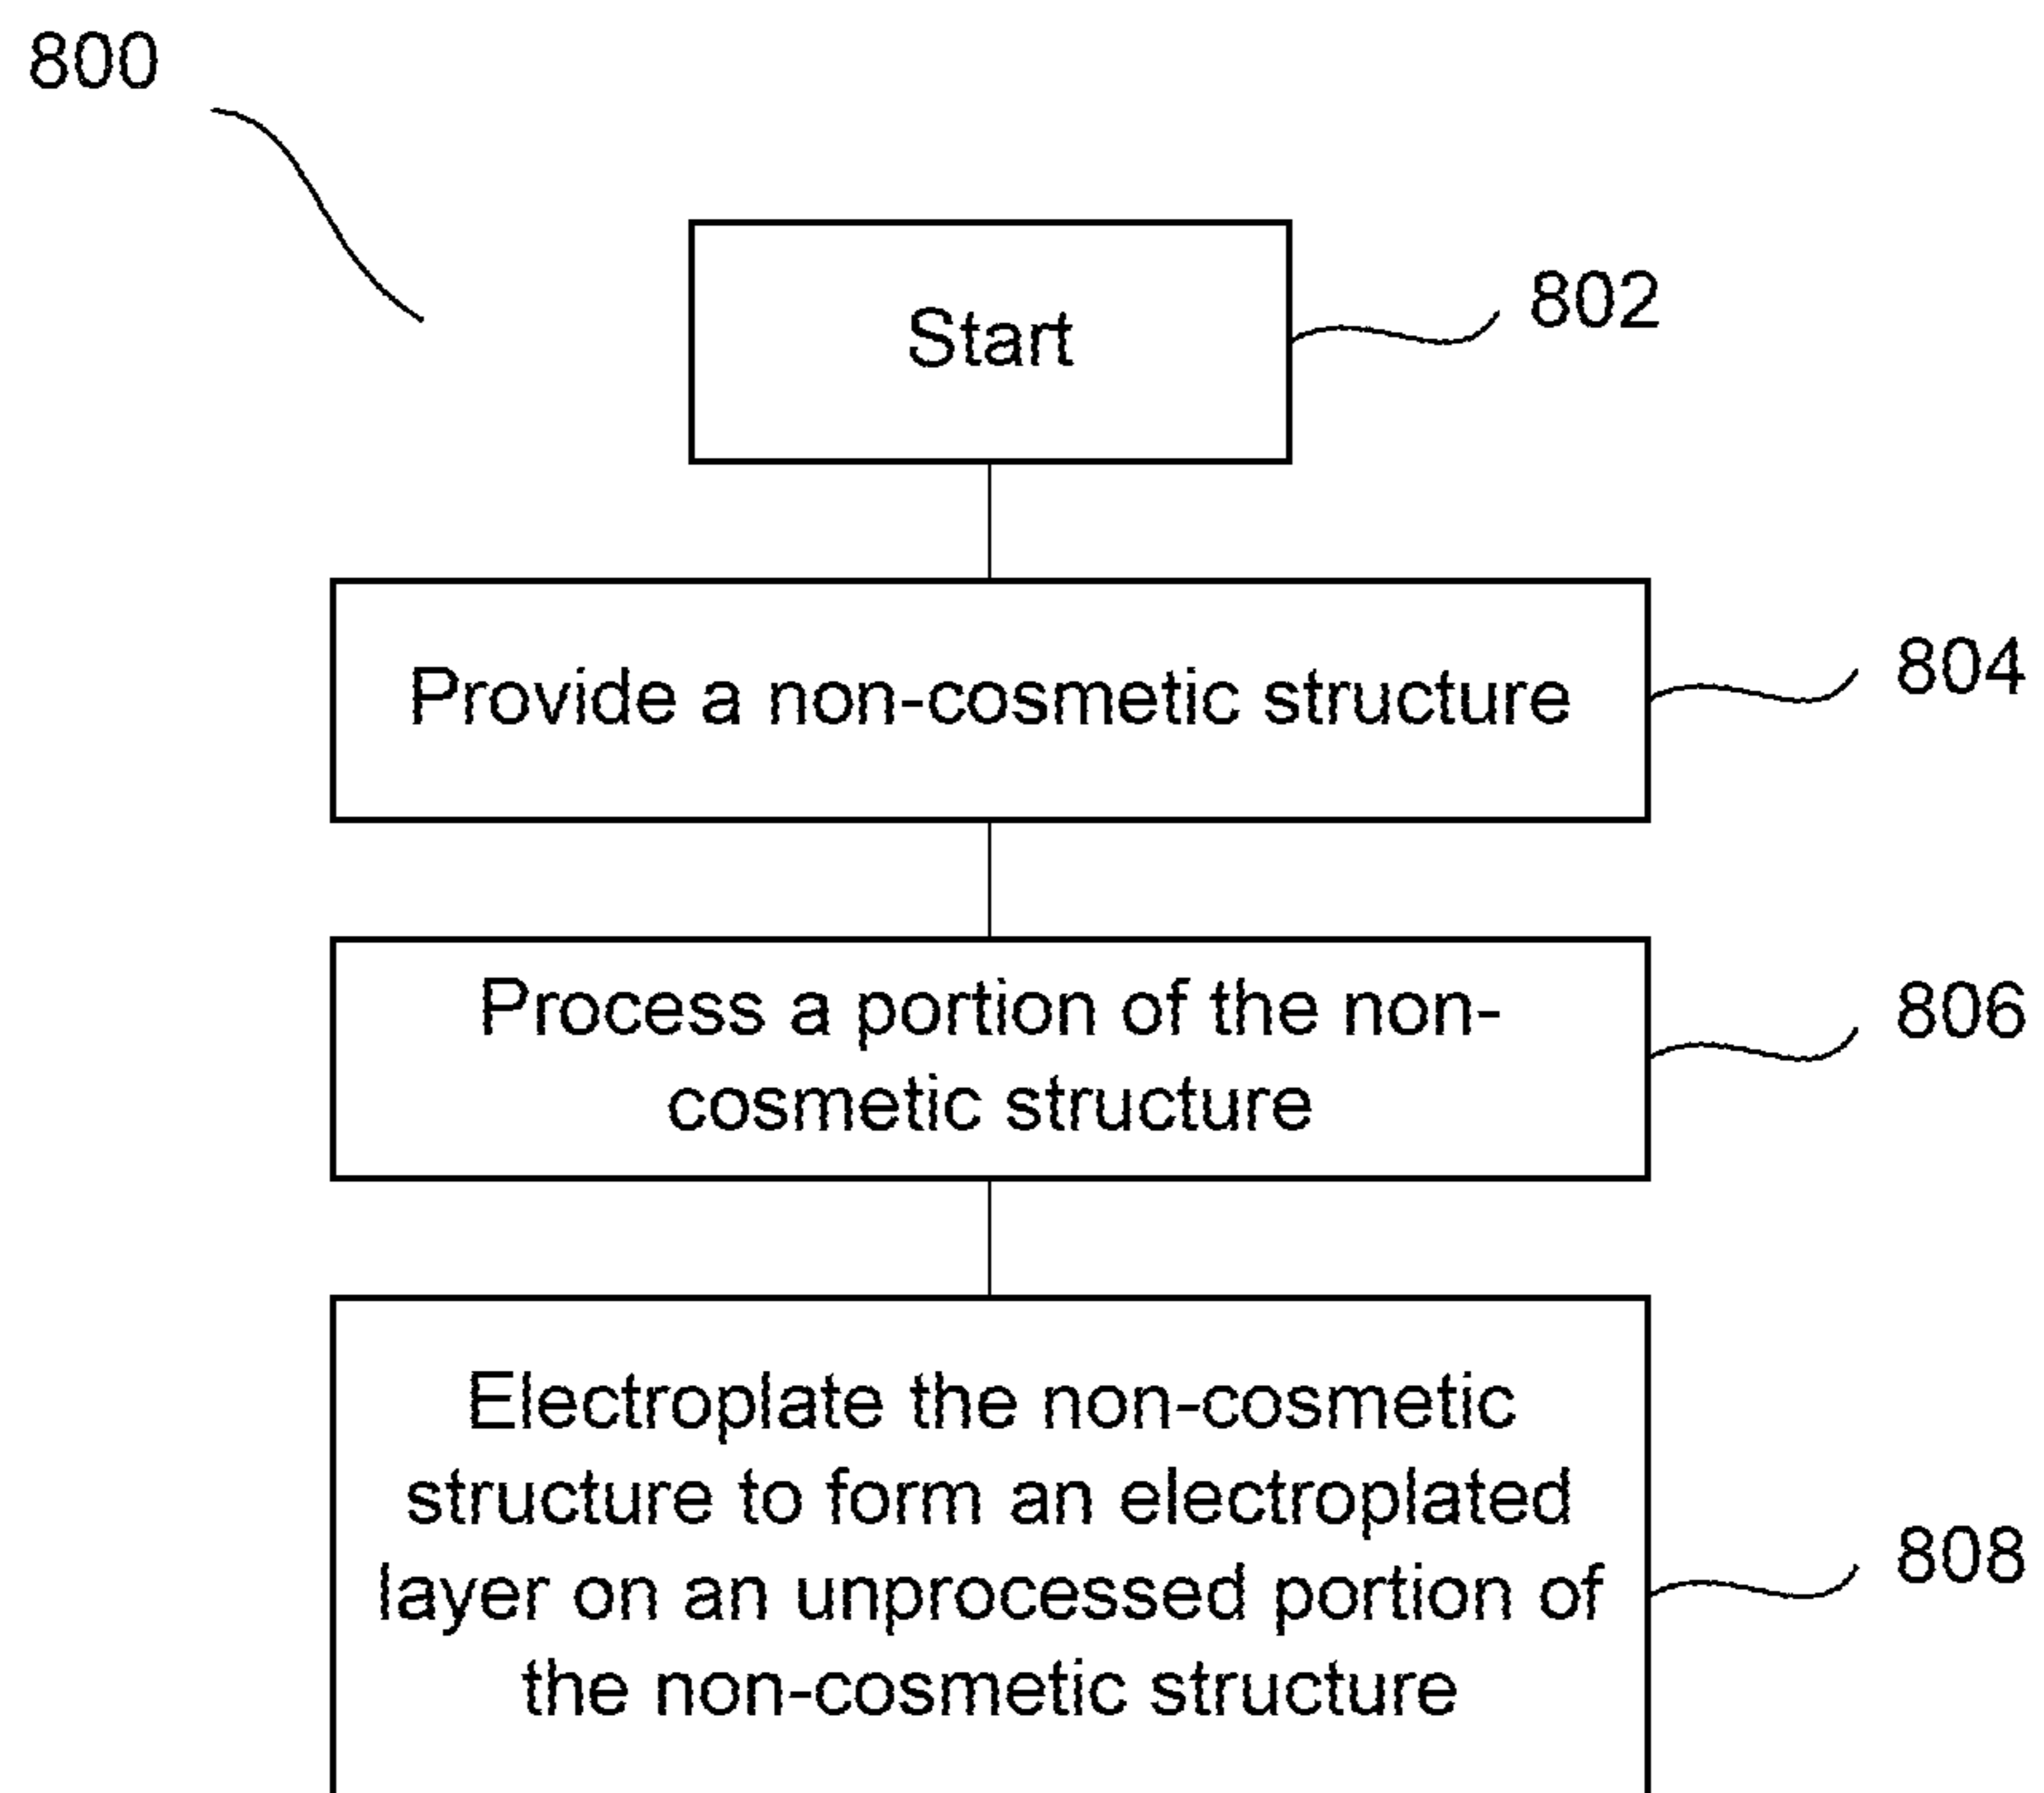 800
Start
802
Provide a non-cosmetic structure
804
Process a portion of the non-
cosmetic structure
806
Electroplate the non-cosmetic
structure to form an electroplated
layer on an unprocessed portion of
the non-cosmetic structure
808